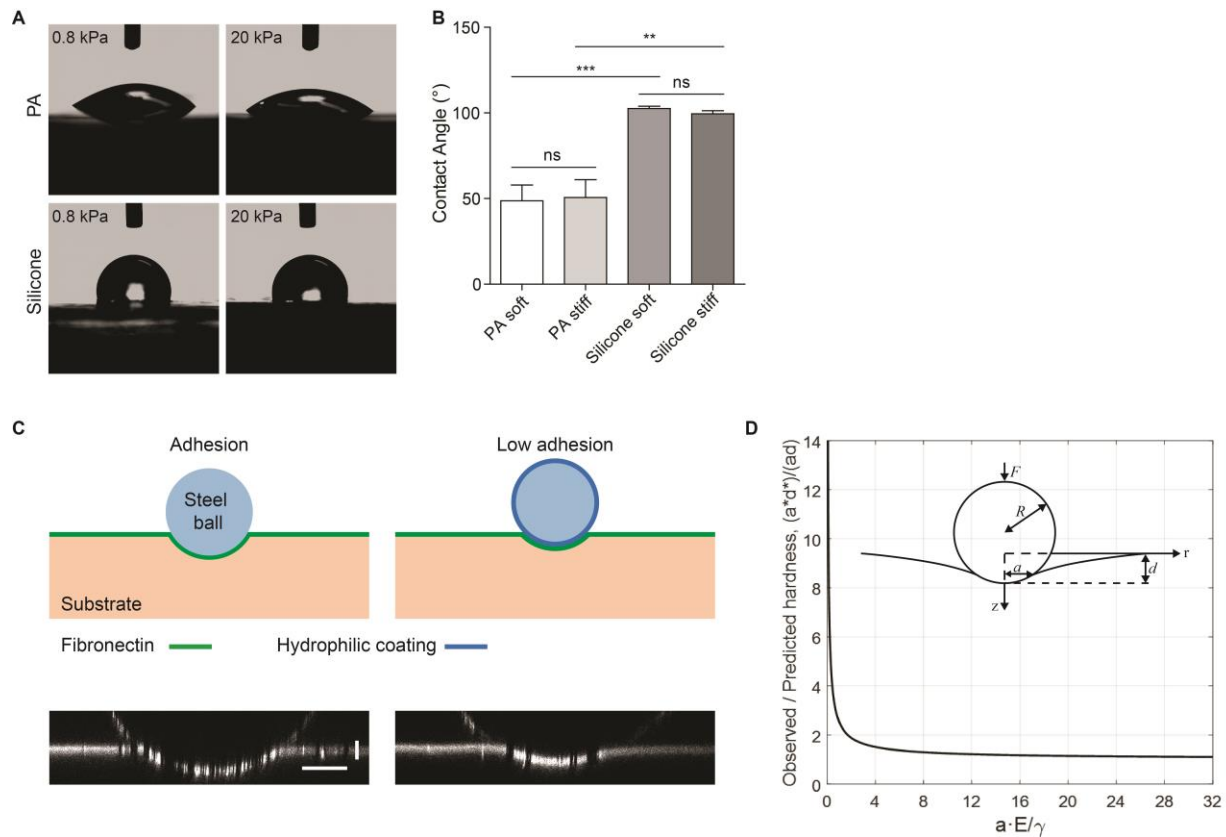 A
0.8 kPa
20 kPa
PA
0.8 kPa
20 kPa
Silicone
B
Contact Angle (°)
150
100
50
0
**
***
ns
ns
PA soft
PA stiff
Silicone soft
Silicone stiff
C
Adhesion
Low adhesion
Steel
ball
Substrate
Fibronectin
Hydrophilic coating
D
Observed / Predicted hardness, (a*d*)/(ad)
14
12
10
8
6
4
2
0
F
R
r
a
d
z
0
4
8
12
16
20
24
28
32
a·E/γ